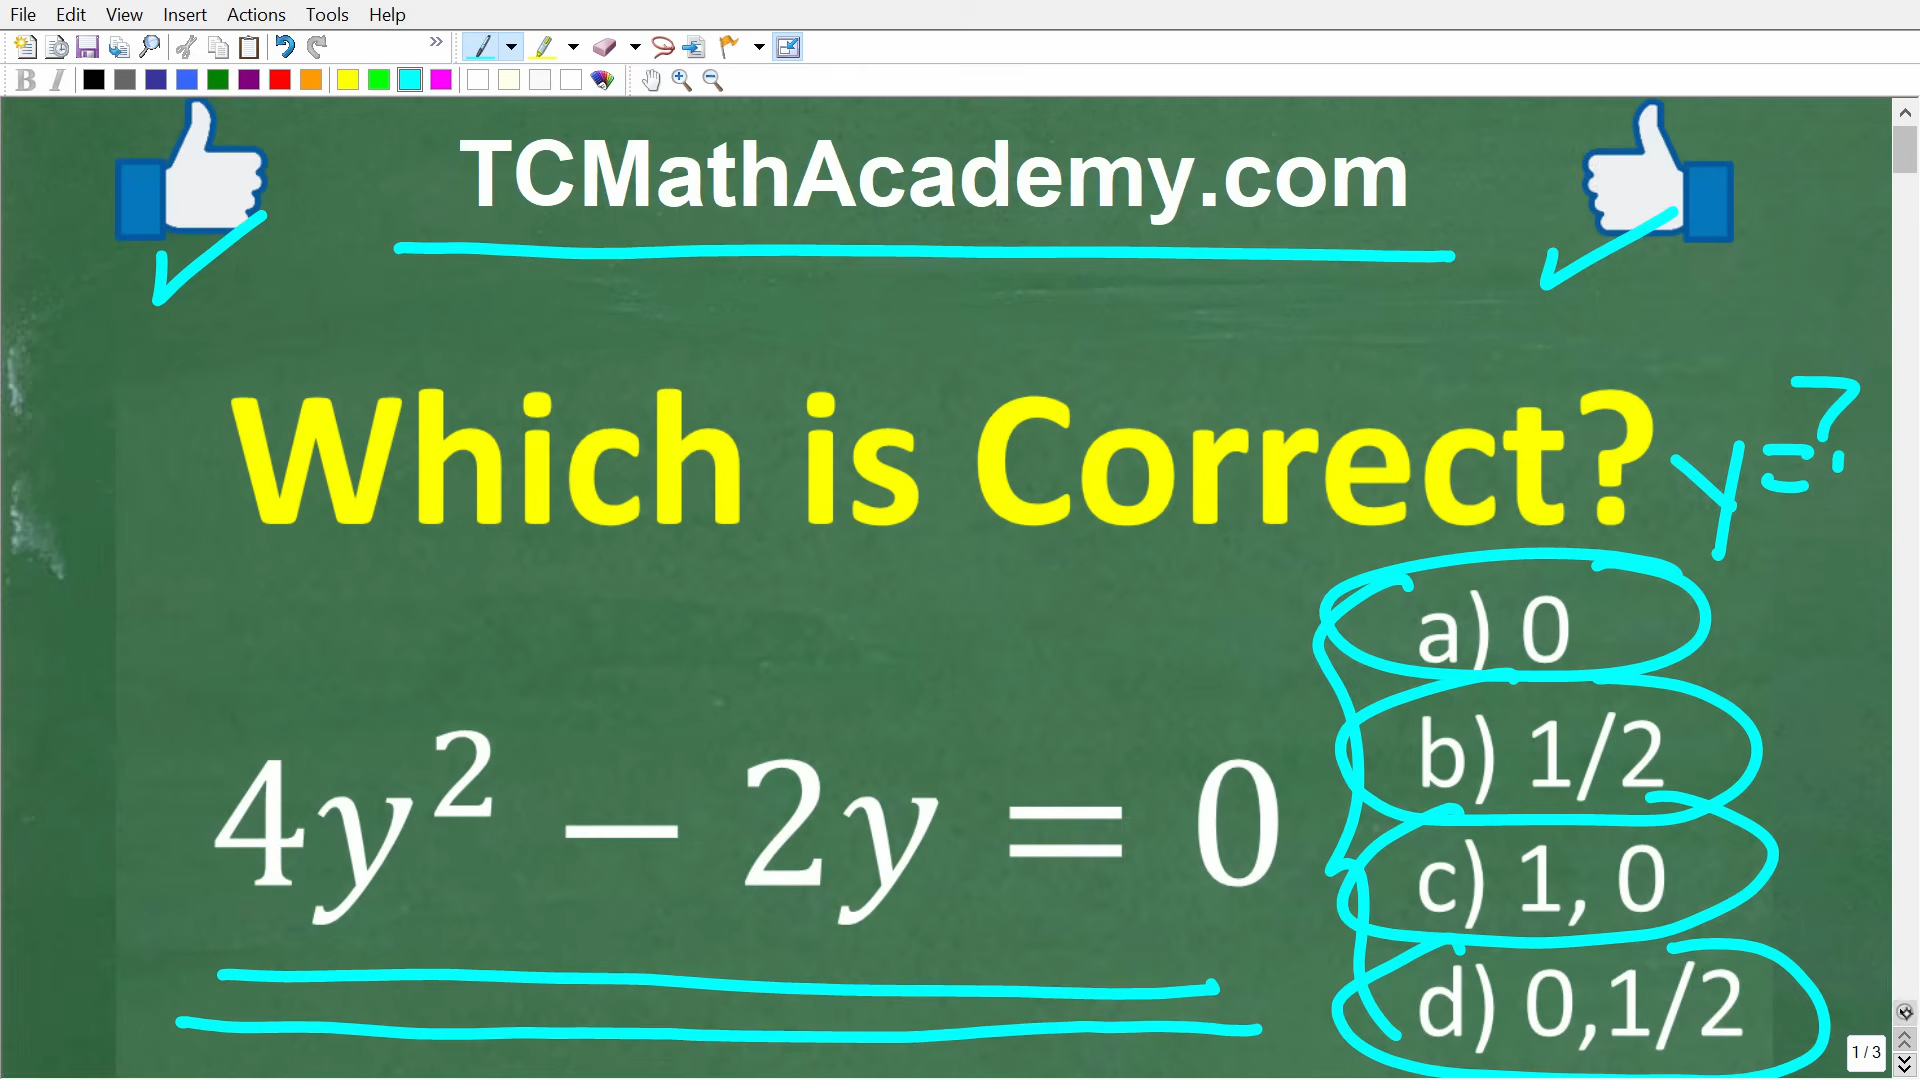 File Edit View Insert Actions Tools Help
B I
TCMathAcademy.com
Which is Correct?
y=?
a) 0
b) 1/2
4y² − 2y = 0
c) 1, 0
d) 0,1/2
1 / 3